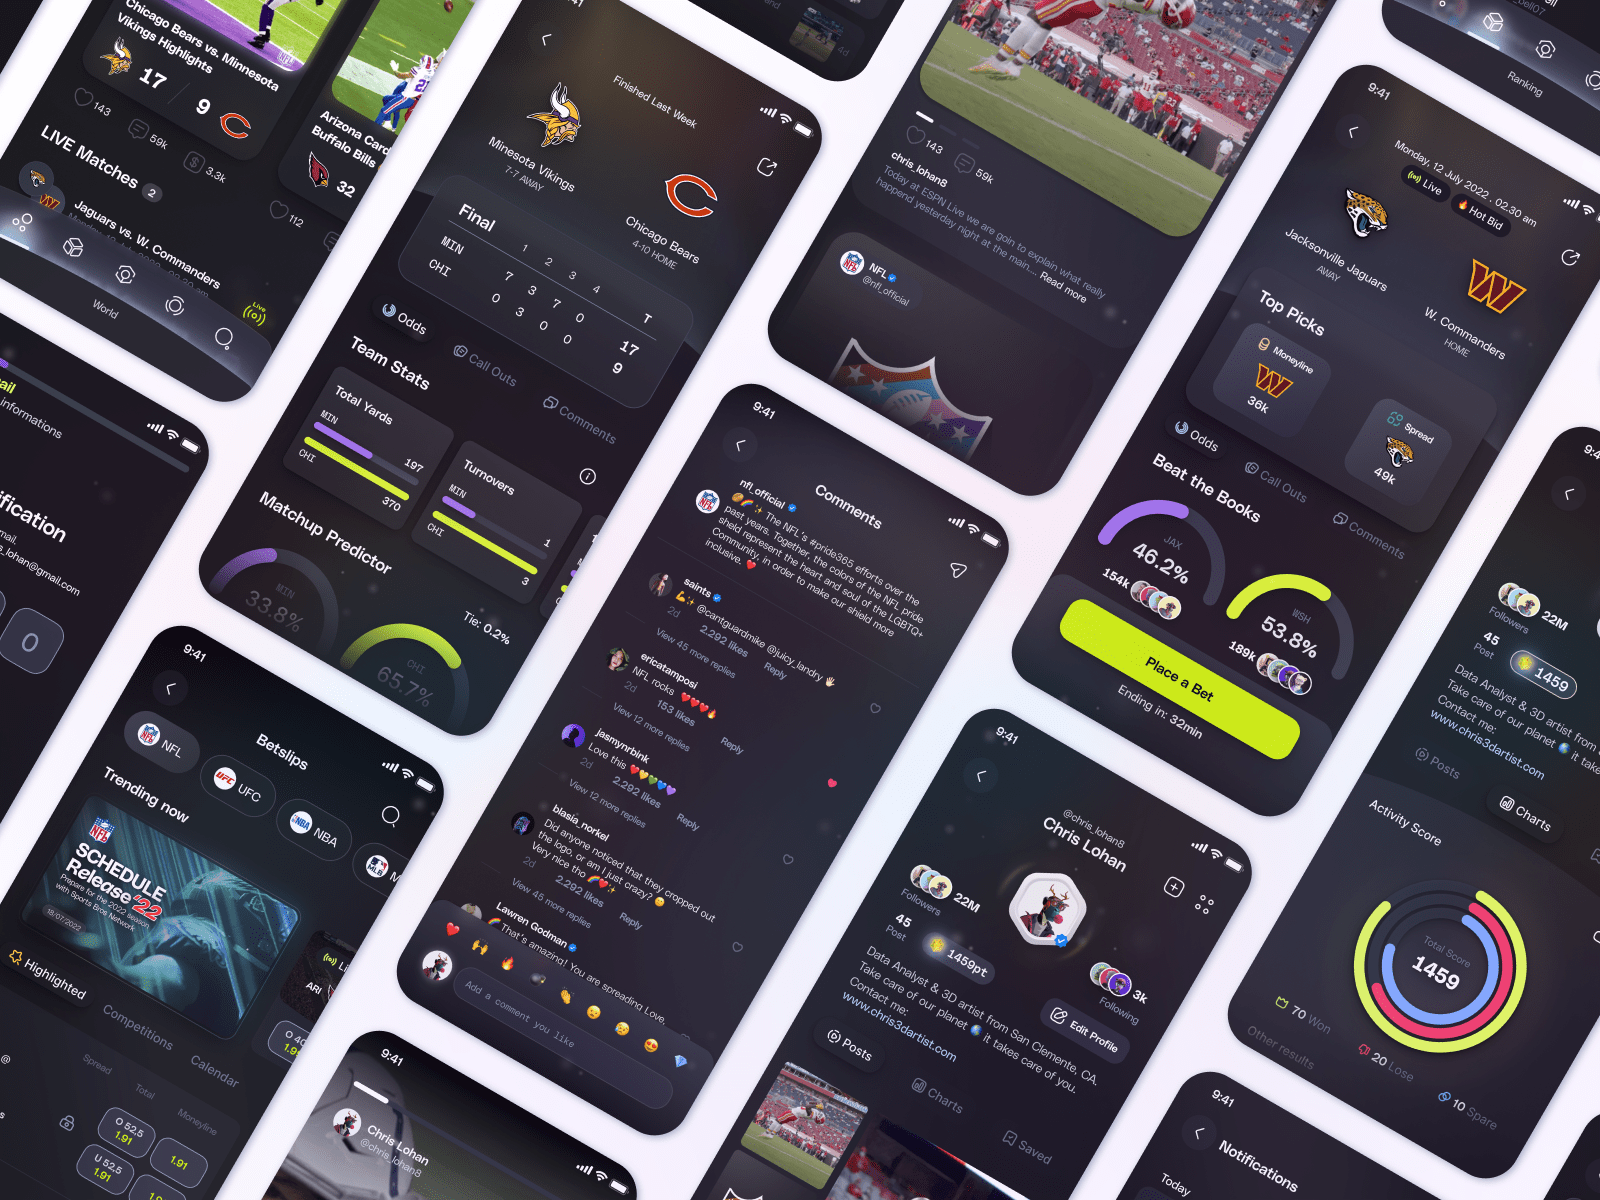 Chicago Bears vs. Minnesota
Vikings Highlights
17
9
143
59k
3.3k
LIVE Matches
2
Jaguars vs. W. Commanders
World
Live
Arizona Card
Buffalo Bills
32
112
Finished Last Week
Minesota Vikings
7-7 AWAY
Chicago Bears
4-10 HOME
Final
1 2 3 4 T
MIN 7 3 7 0 17
CHI 0 3 0 0 9
Odds
Call Outs
Comments
Team Stats
Total Yards
MIN
197
CHI
370
Turnovers
MIN
1
CHI
3
Matchup Predictor
MIN
33.8%
Tie: 0.2%
CHI
65.7%
143
59k
chris_lohan8
Today at ESPN Live we are goin to explain what really
happend yesterday night at the main... Read more
NFL
@nfl_official
Ranking
9:41
Monday, 12 July 2022 . 02:30 am
Live
Hot Bid
Jacksonville Jaguars
AWAY
W. Commanders
HOME
Top Picks
Moneyline
36k
Spread
49k
Odds
Call Outs
Comments
Beat the Books
JAX
46.2%
154k
WSH
53.8%
189k
Place a Bet
Ending in: 32min
informations
0
9:41
Betslips
NFL
UFC
NBA
MLB
Trending now
NFL
SCHEDULE
Release '22
Prepare for the 2022 season
with Sports Bros Network
18/07/2022
ARI
Highlighted
Competitions
Calendar
Spread
Total
Moneyline
O 52,5
1.91
1.91
U 52,5
1.91
9:41
Comments
nfl_official
The NFL's #pride365 efforts over the
past years. Together, the colors of the NFL pride
sheld represent the heart and soul of the LGBTQ+
Community, in order to make our shield more
inclusive. ❤️
saints
💪✨ @cantguardmike @juicy_landry
2d
2.292 likes
Reply
View 45 more replies
ericatamposi
NFL rocks ❤️❤️❤️🔥
2d
153 likes
Reply
View 12 more replies
jasmynrbink
Love this ❤️🧡💚💙💜
2d
2.292 likes
Reply
View 12 more replies
blasia_norkel
Did anyone noticed that they cropped out
the logo, or am I just crazy?
Very nice tho 🌈❤️✨
2d
2.292 likes
Reply
View 45 more replies
Lawren Godman
That's amazing! You are spreading Love,
Add a comment you like
9:41
Chris Lohan
@chris_lohan8
9:41
@chris_lohan8
Chris Lohan
22M
Followers
45
Post
1459pt
3k
Following
Data Analyst & 3D artist from San Clemente, CA.
Take care of our planet 🌎 it takes care of you.
Contact me:
www.chris3dartist.com
Edit Profile
Posts
Charts
Saved
22M
Followers
45
Post
1459
Data Analyst & 3D artist from
Take care of our planet 🌎 it take
Contact me:
www.chris3dartist.com
Posts
Charts
Activity Score
Total Score
1459
70 Won
20 Lose
10 Spare
Other results
9:41
Notifications
Today